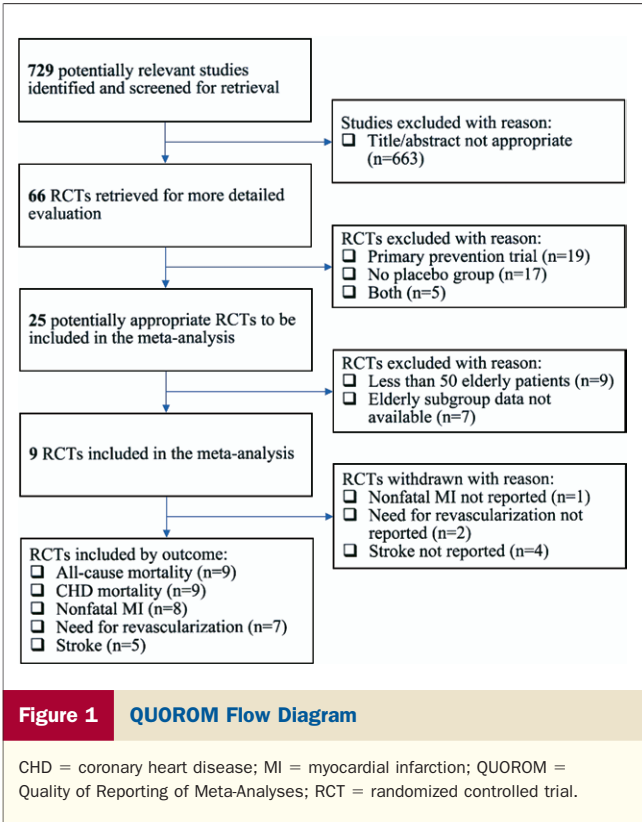 729 potentially relevant studies
identified and screened for retrieval
Studies excluded with reason:
❑ Title/abstract not appropriate
(n=663)
66 RCTs retrieved for more detailed
evaluation
RCTs excluded with reason:
❑ Primary prevention trial (n=19)
❑ No placebo group (n=17)
❑ Both (n=5)
25 potentially appropriate RCTs to be
included in the meta-analysis
RCTs excluded with reason:
❑ Less than 50 elderly patients (n=9)
❑ Elderly subgroup data not
available (n=7)
9 RCTs included in the meta-analysis
RCTs withdrawn with reason:
❑ Nonfatal MI not reported (n=1)
❑ Need for revascularization not
reported (n=2)
❑ Stroke not reported (n=4)
RCTs included by outcome:
❑ All-cause mortality (n=9)
❑ CHD mortality (n=9)
❑ Nonfatal MI (n=8)
❑ Need for revascularization (n=7)
❑ Stroke (n=5)
Figure 1 QUOROM Flow Diagram
CHD = coronary heart disease; MI = myocardial infarction; QUOROM =
Quality of Reporting of Meta-Analyses; RCT = randomized controlled trial.